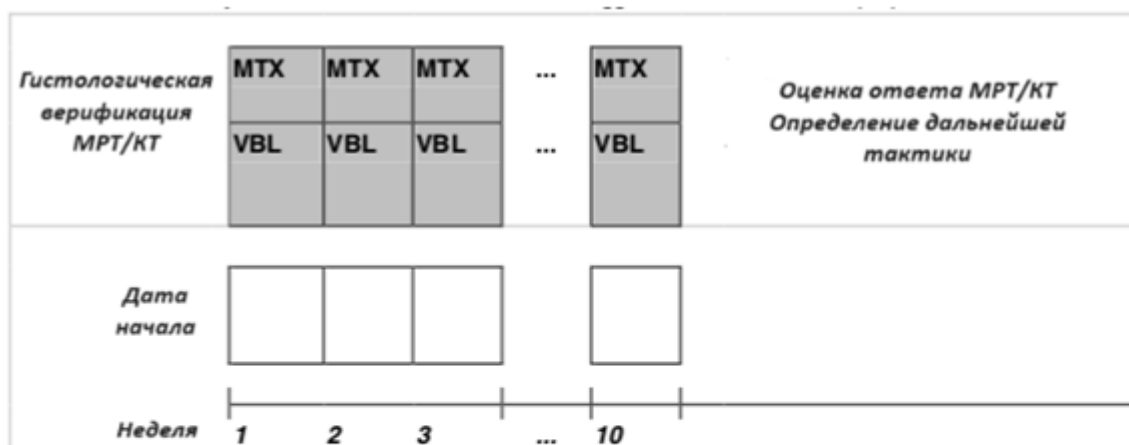 Гистологическая
верификация
МРТ/КТ
MTX MTX MTX ... MTX
VBL VBL VBL ... VBL
Оценка ответа МРТ/КТ
Определение дальнейшей
тактики
Дата
начала
Неделя 1 2 3 ... 10